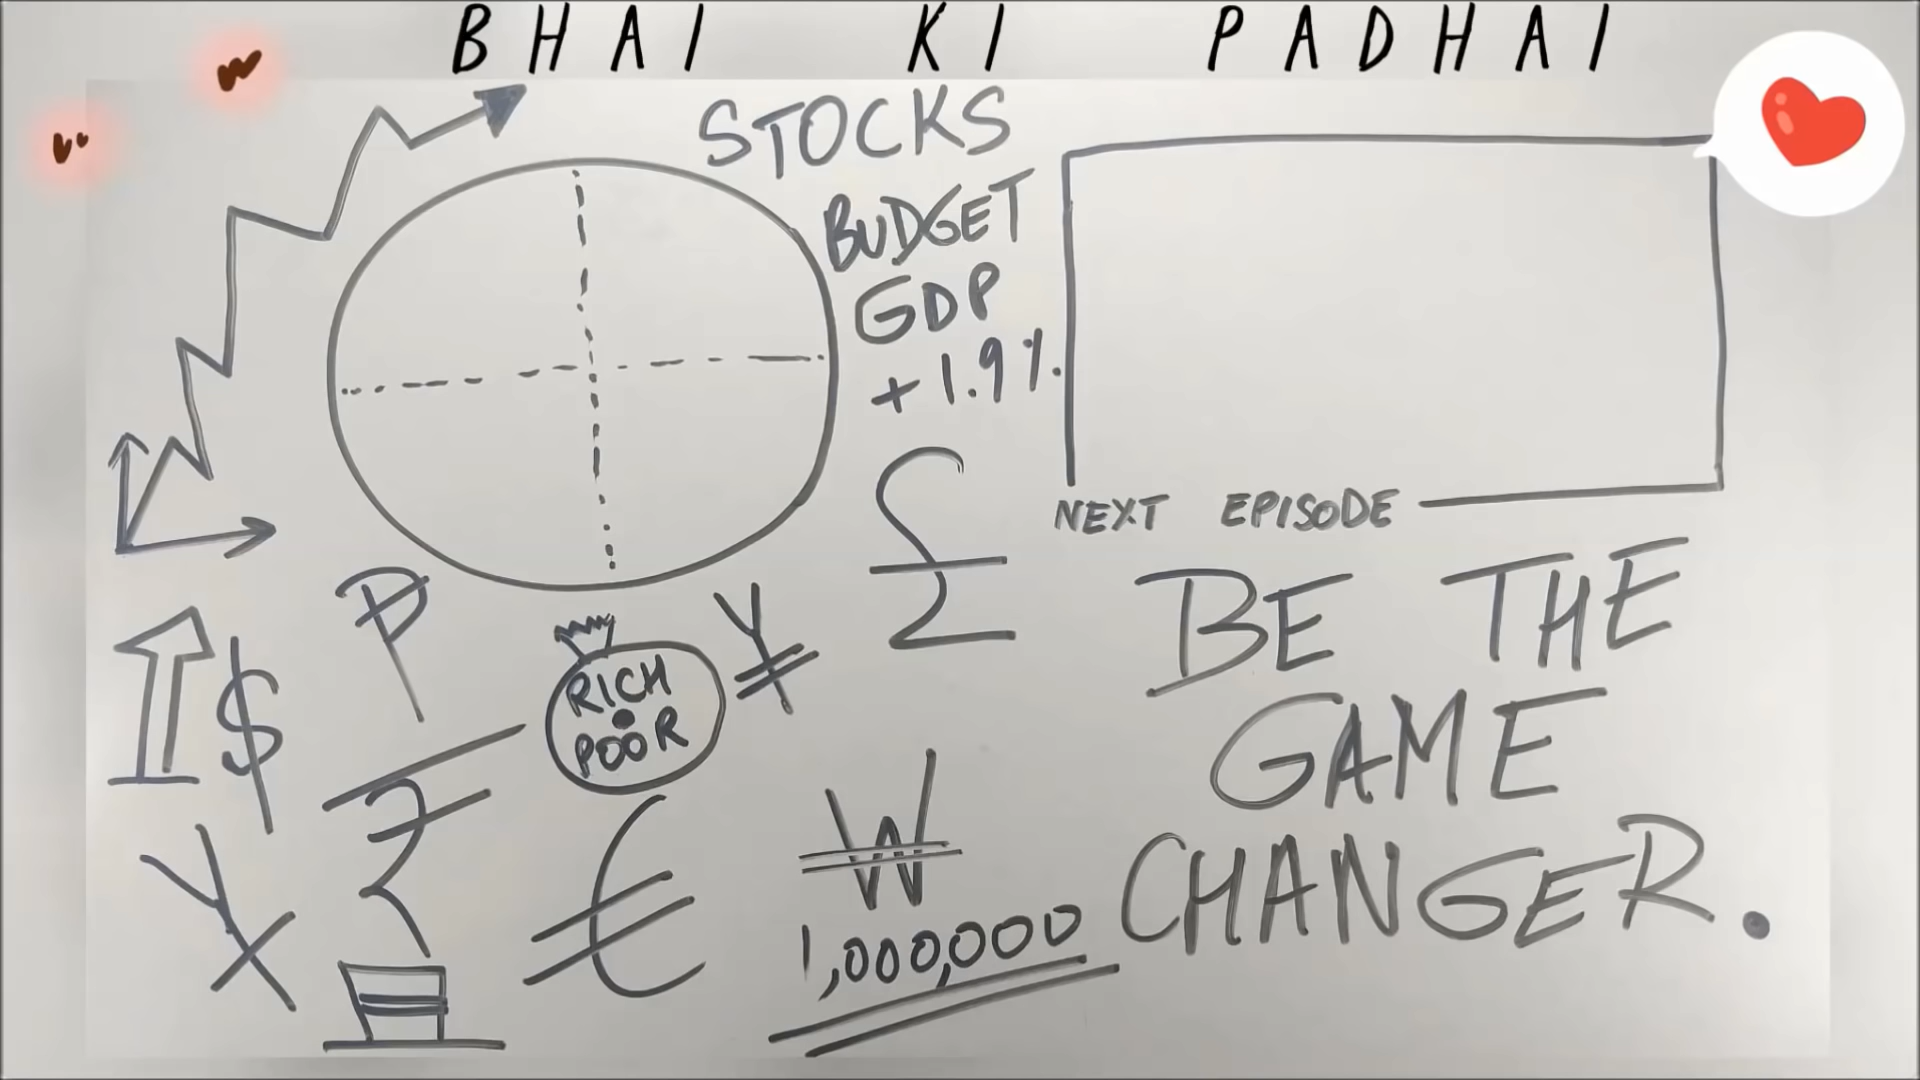 BHAI KI PADHAI
STOCKS
BUDGET
GDP
+1.9%.
NEXT EPISODE
BE THE
GAME
CHANGER.
₽
$
RICH
POOR
¥
£
¥
₹
€
₩
1,000,000